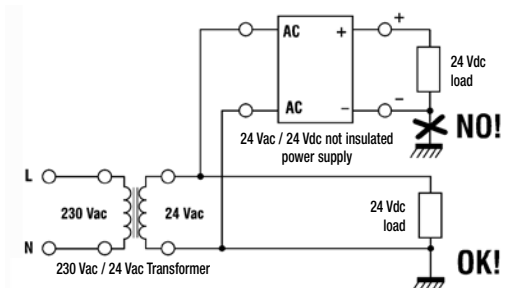 AC + +
24 Vdc
load
AC − −
NO!
24 Vac / 24 Vdc not insulated
power supply
L
230 Vac 24 Vac
24 Vdc
load
N
230 Vac / 24 Vac Transformer
OK!